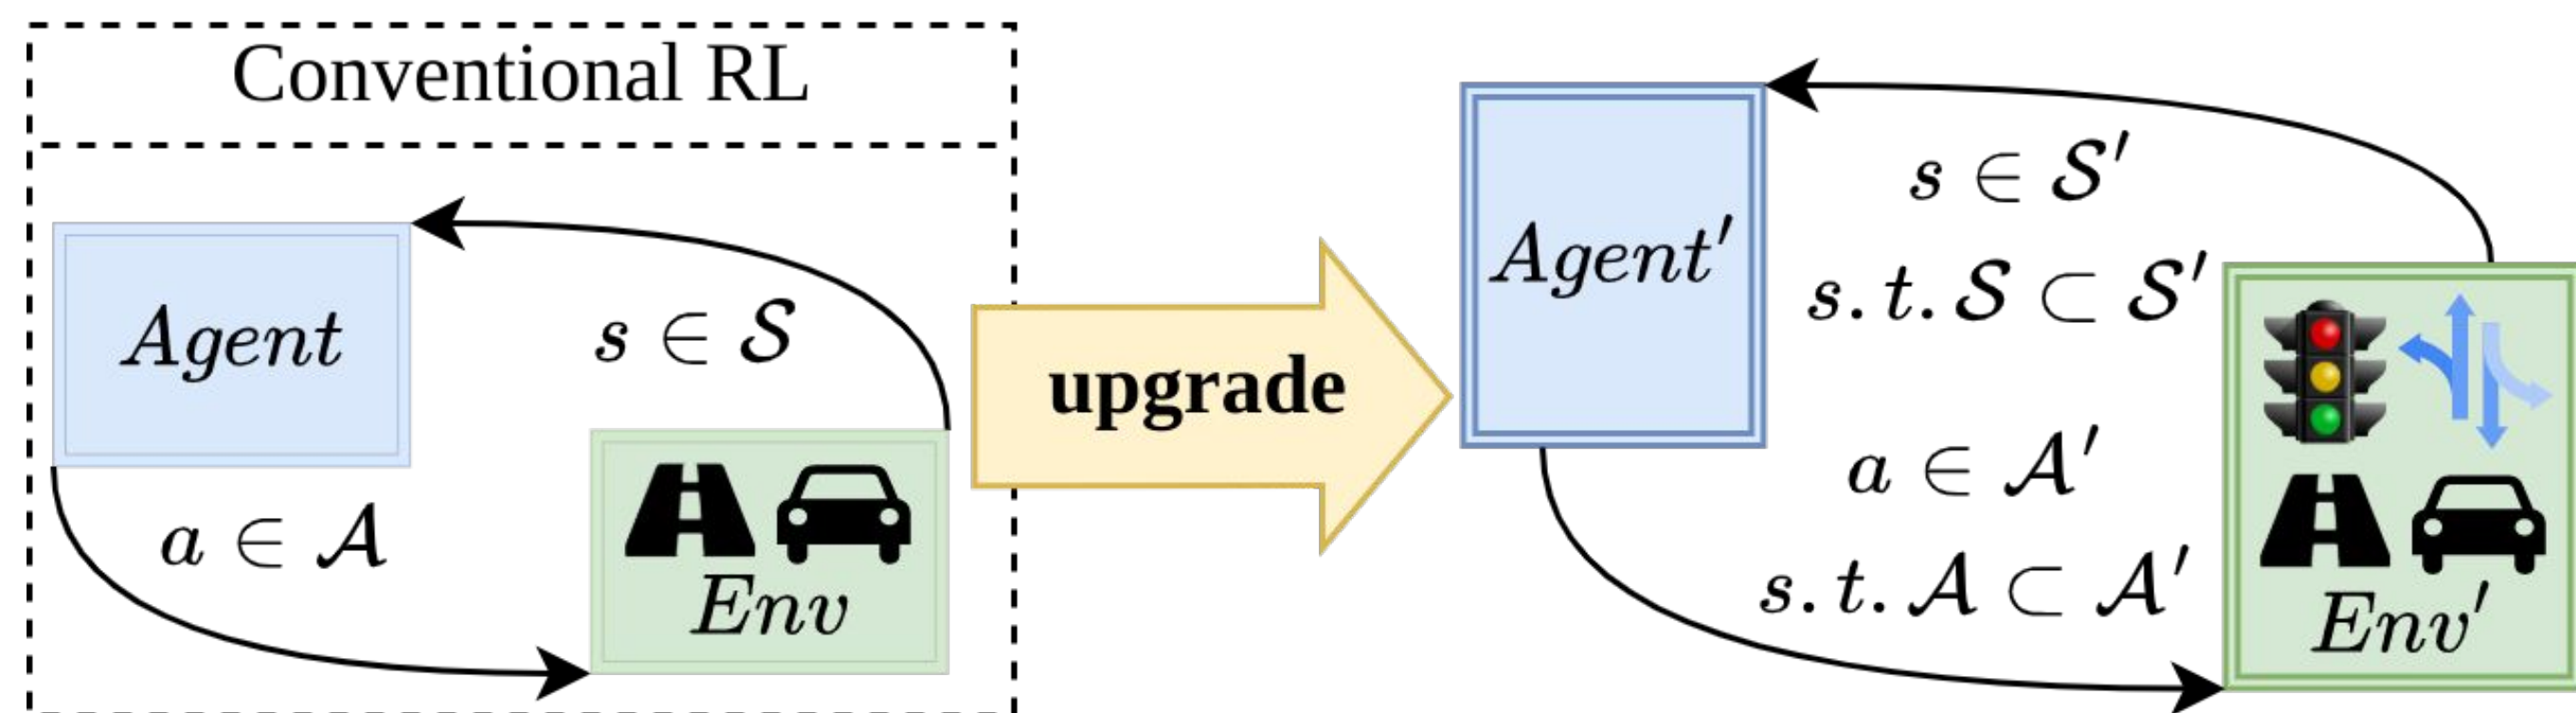 Conventional RL
Agent
s ∈ 𝒮
a ∈ 𝒜
Env
upgrade
Agent′
s ∈ 𝒮′
s.t. 𝒮 ⊂ 𝒮′
a ∈ 𝒜′
s.t. 𝒜 ⊂ 𝒜′
Env′